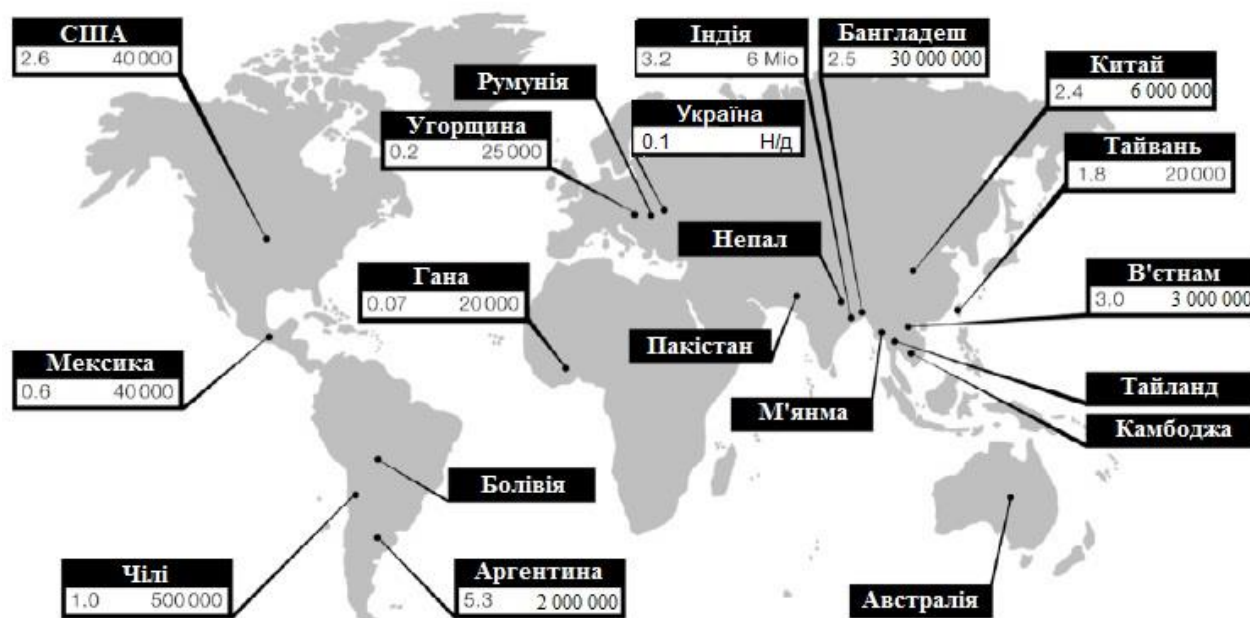 США
2.6 40 000
Індія
3.2 6 Mio
Бангладеш
2.5 30 000 000
Китай
2.4 6 000 000
Румунія
Угорщина
0.2 25 000
Україна
0.1 Н/д
Тайвань
1.8 20 000
Непал
Гана
0.07 20 000
В'єтнам
3.0 3 000 000
Пакістан
Мексика
0.6 40 000
М'янма
Тайланд
Камбоджа
Болівія
Чілі
1.0 500 000
Аргентина
5.3 2 000 000
Австралія